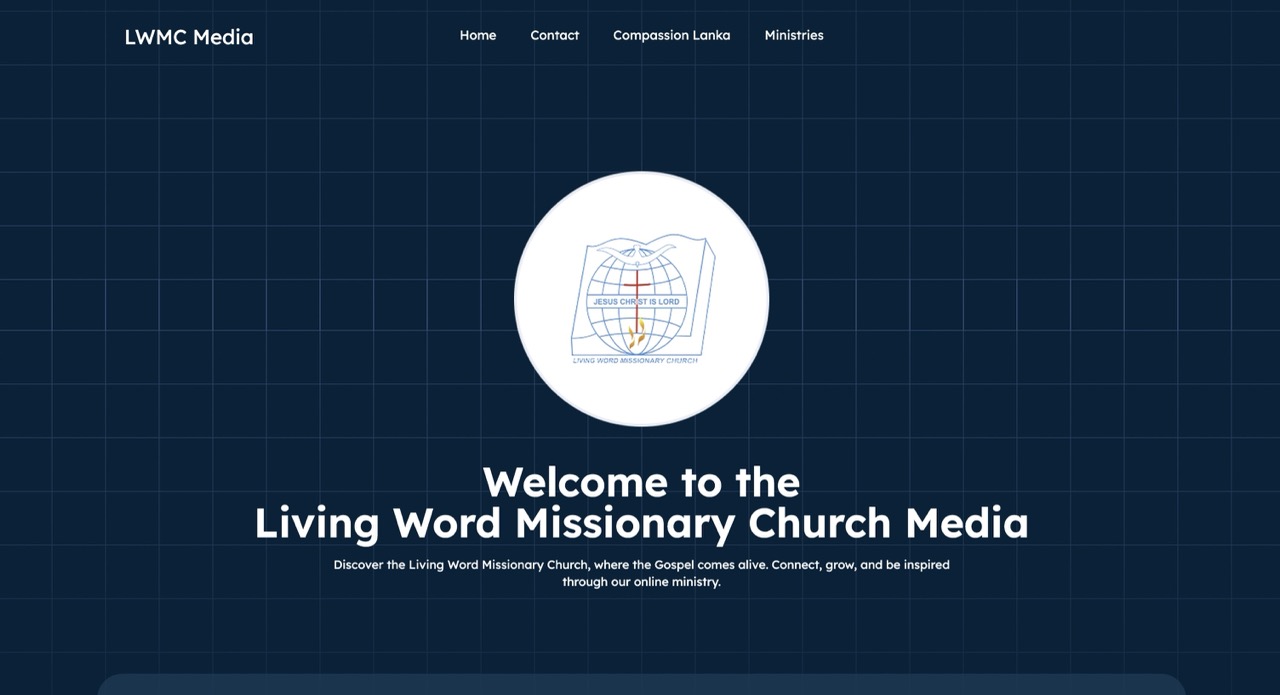 LWMC Media
Home
Contact
Compassion Lanka
Ministries
JESUS CHRIST IS LORD
LIVING WORD MISSIONARY CHURCH
Welcome to the
Living Word Missionary Church Media
Discover the Living Word Missionary Church, where the Gospel comes alive. Connect, grow, and be inspired
through our online ministry.